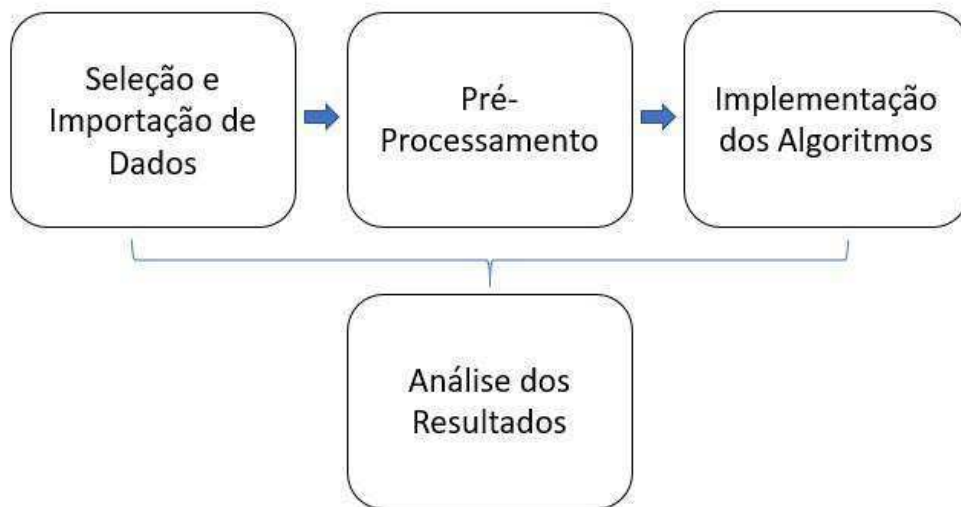 Seleção e
Importação de
Dados
Pré-
Processamento
Implementação
dos Algoritmos
Análise dos
Resultados